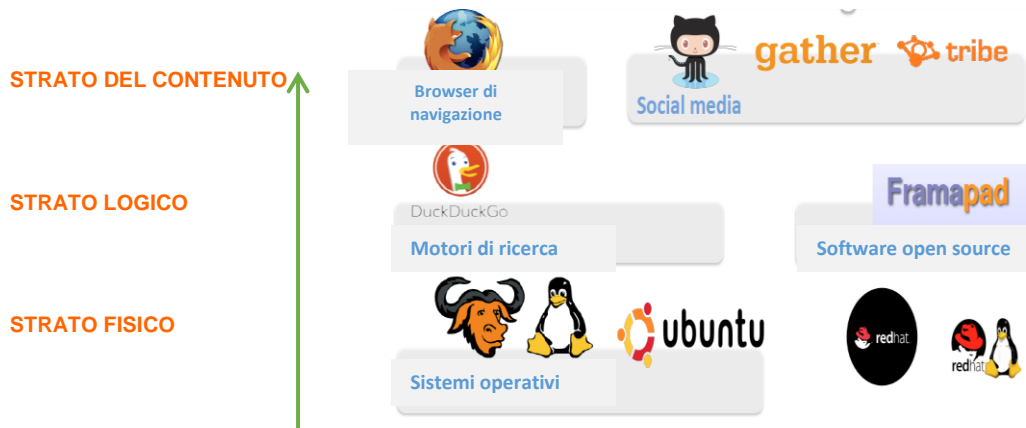 STRATO DEL CONTENUTO
gather
tribe
Browser di
navigazione
Social media
STRATO LOGICO
DuckDuckGo
Framapad
Motori di ricerca
Software open source
STRATO FISICO
ubuntu
redhat
redhat
Sistemi operativi